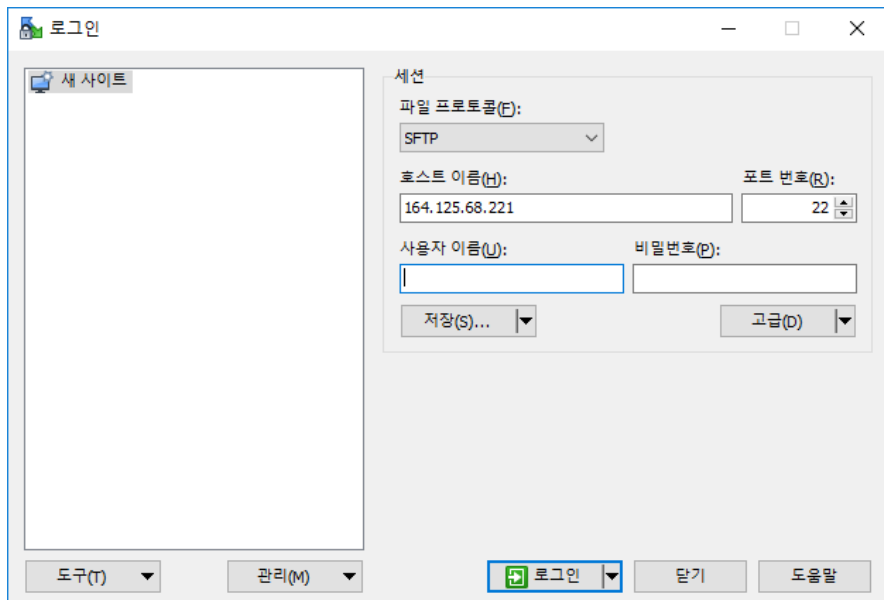 로그인
새 사이트
세션
파일 프로토콜(F):
SFTP
호스트 이름(H):
포트 번호(R):
164.125.68.221
22
사용자 이름(U):
비밀번호(P):
저장(S)...
고급(D)
도구(T)
관리(M)
로그인
닫기
도움말